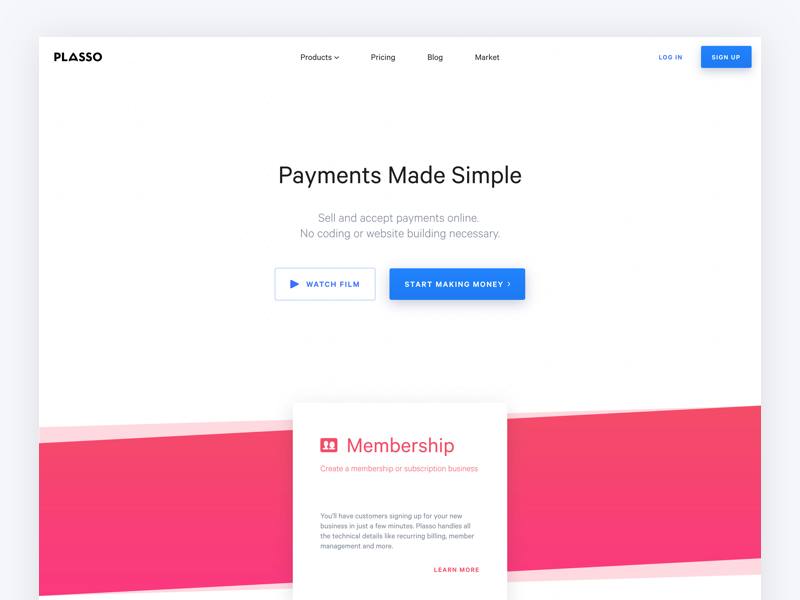 PLASSO
Products
Pricing
Blog
Market
LOG IN
SIGN UP
Payments Made Simple
Sell and accept payments online.
No coding or website building necessary.
WATCH FILM
START MAKING MONEY
Membership
Create a membership or subscription business
You'll have customers signing up for your new
business in just a few minutes. Plasso handles all
the technical details like recurring billing, member
management and more.
LEARN MORE